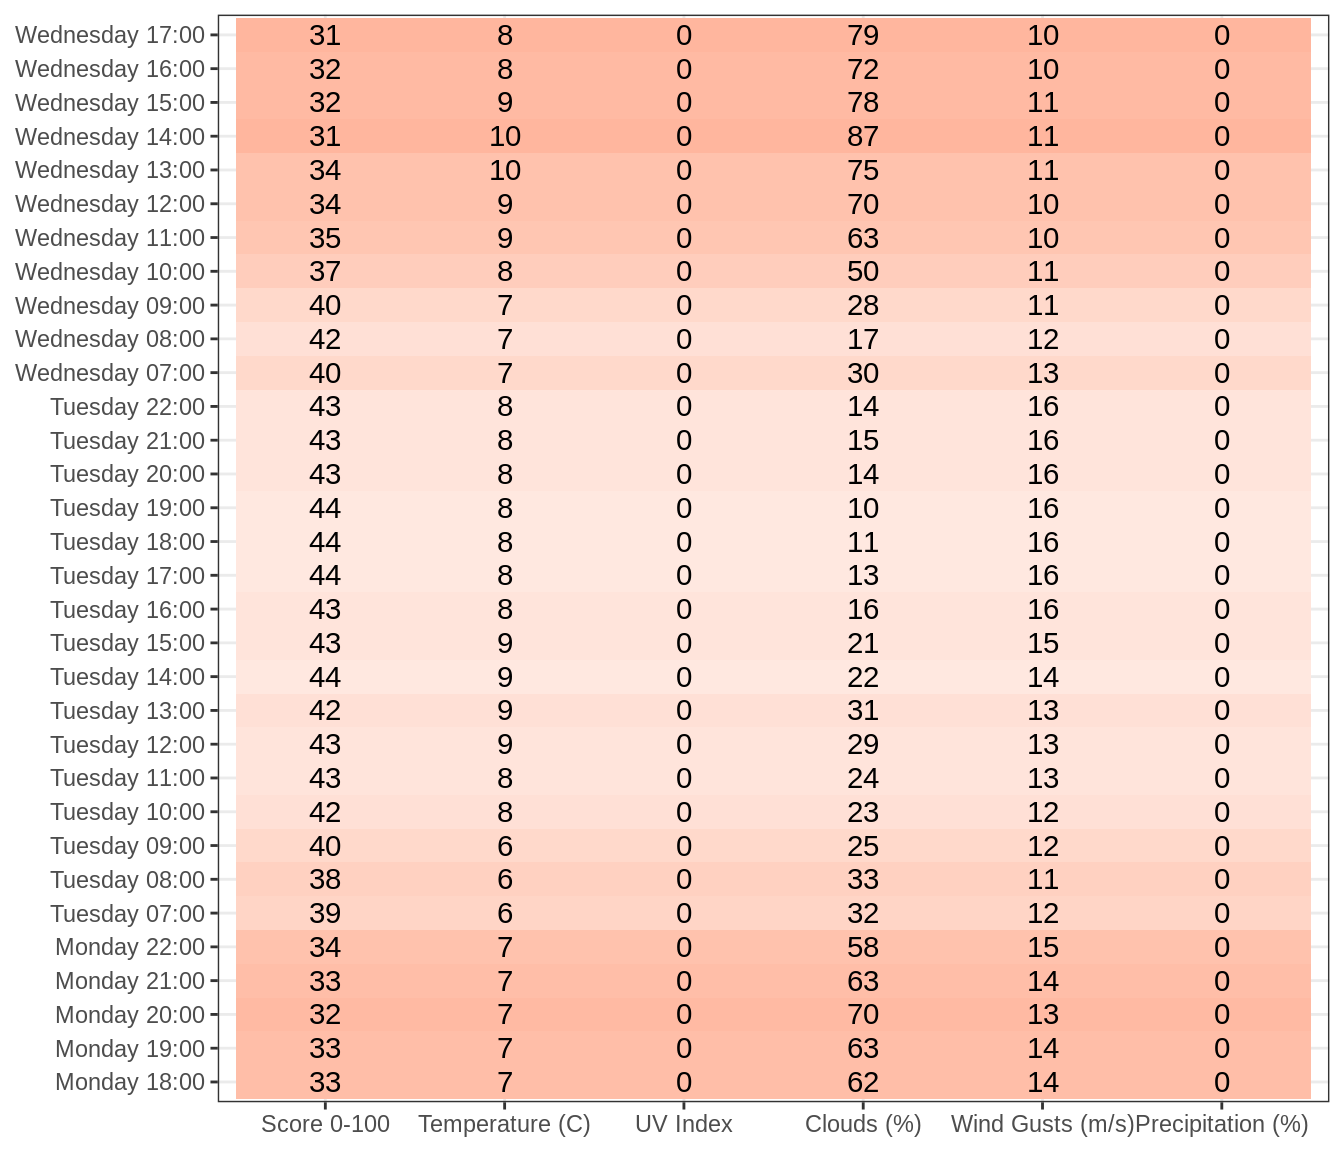 Wednesday 17:00 31 8 0 79 10 0
Wednesday 16:00 32 8 0 72 10 0
Wednesday 15:00 32 9 0 78 11 0
Wednesday 14:00 31 10 0 87 11 0
Wednesday 13:00 34 10 0 75 11 0
Wednesday 12:00 34 9 0 70 10 0
Wednesday 11:00 35 9 0 63 10 0
Wednesday 10:00 37 8 0 50 11 0
Wednesday 09:00 40 7 0 28 11 0
Wednesday 08:00 42 7 0 17 12 0
Wednesday 07:00 40 7 0 30 13 0
Tuesday 22:00 43 8 0 14 16 0
Tuesday 21:00 43 8 0 15 16 0
Tuesday 20:00 43 8 0 14 16 0
Tuesday 19:00 44 8 0 10 16 0
Tuesday 18:00 44 8 0 11 16 0
Tuesday 17:00 44 8 0 13 16 0
Tuesday 16:00 43 8 0 16 16 0
Tuesday 15:00 43 9 0 21 15 0
Tuesday 14:00 44 9 0 22 14 0
Tuesday 13:00 42 9 0 31 13 0
Tuesday 12:00 43 9 0 29 13 0
Tuesday 11:00 43 8 0 24 13 0
Tuesday 10:00 42 8 0 23 12 0
Tuesday 09:00 40 6 0 25 12 0
Tuesday 08:00 38 6 0 33 11 0
Tuesday 07:00 39 6 0 32 12 0
Monday 22:00 34 7 0 58 15 0
Monday 21:00 33 7 0 63 14 0
Monday 20:00 32 7 0 70 13 0
Monday 19:00 33 7 0 63 14 0
Monday 18:00 33 7 0 62 14 0
Score 0-100 Temperature (C) UV Index Clouds (%) Wind Gusts (m/s) Precipitation (%)